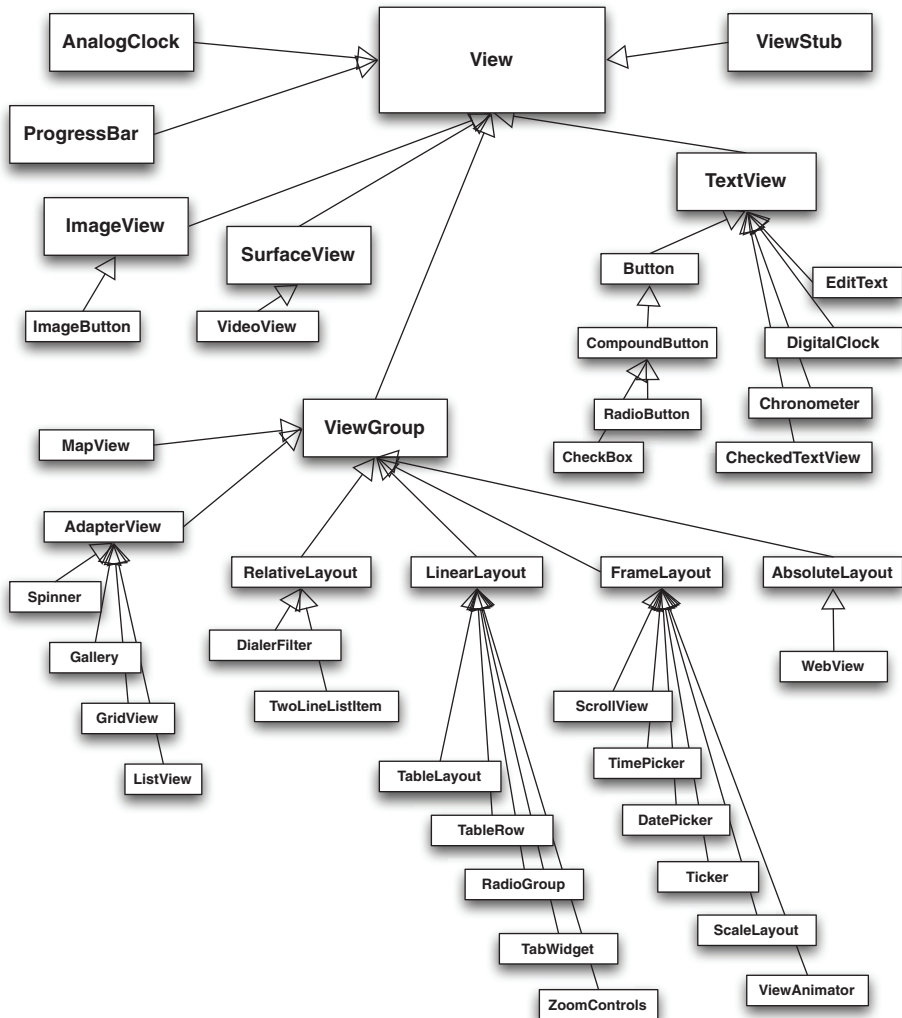 AnalogClock
View
ViewStub
ProgressBar
TextView
ImageView
SurfaceView
Button
EditText
ImageButton
VideoView
CompoundButton
DigitalClock
Chronometer
RadioButton
ViewGroup
MapView
CheckBox
CheckedTextView
AdapterView
RelativeLayout
LinearLayout
FrameLayout
AbsoluteLayout
Spinner
DialerFilter
Gallery
WebView
TwoLineListItem
ScrollView
GridView
TimePicker
ListView
TableLayout
DatePicker
TableRow
Ticker
RadioGroup
ScaleLayout
TabWidget
ViewAnimator
ZoomControls